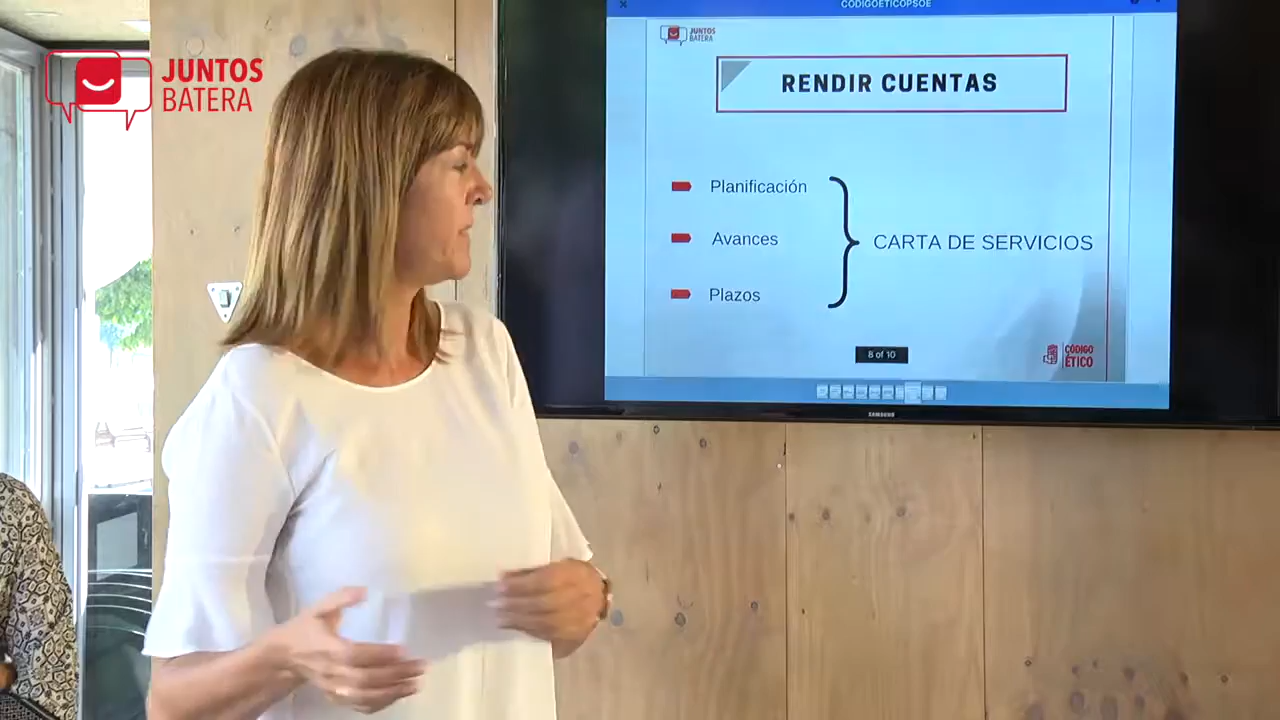 JUNTOS
BATERA
CODIGOETICOPSOE
JUNTOS
BATERA
RENDIR CUENTAS
Planificación
Avances
Plazos
CARTA DE SERVICIOS
8 of 10
CÓDIGO
ÉTICO
SAMSUNG